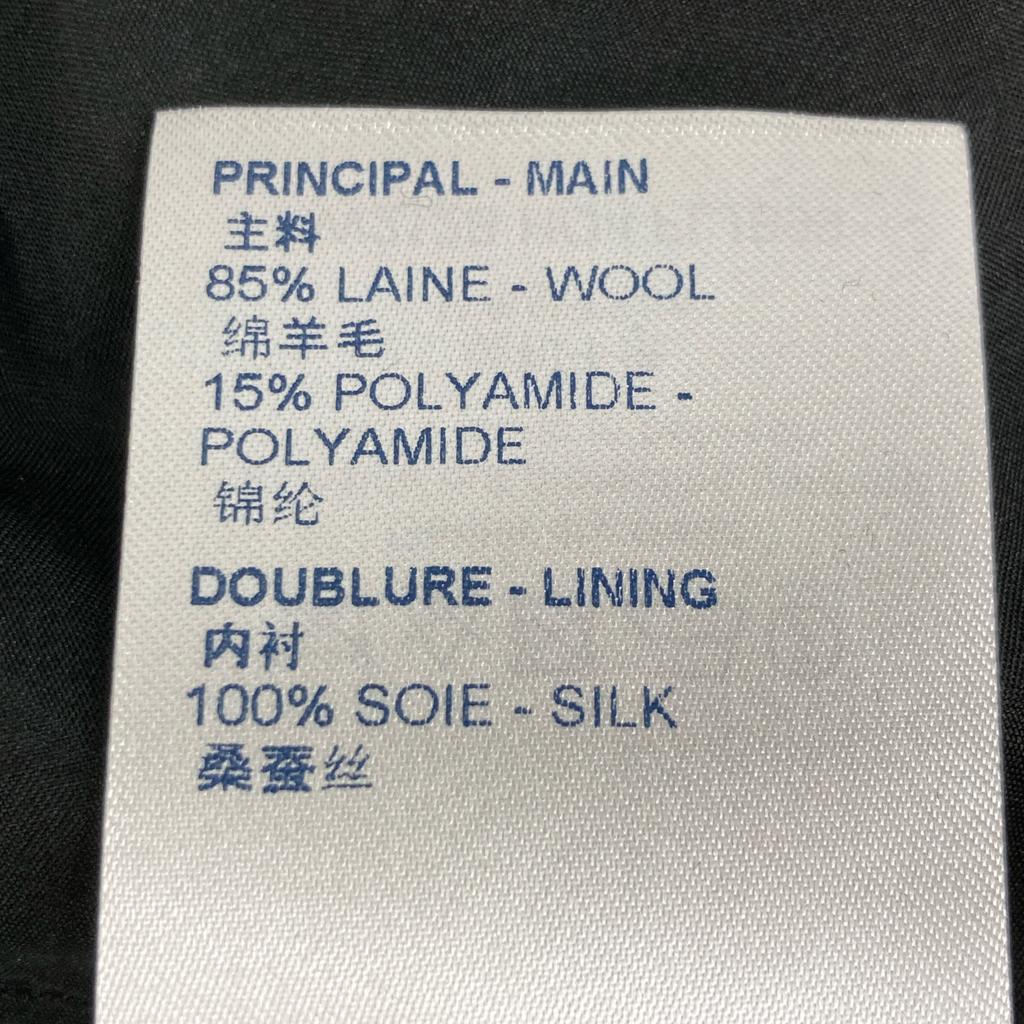 PRINCIPAL - MAIN
主料
85% LAINE - WOOL
绵羊毛
15% POLYAMIDE -
POLYAMIDE
锦纶
DOUBLURE - LINING
内衬
100% SOIE - SILK
桑蚕丝